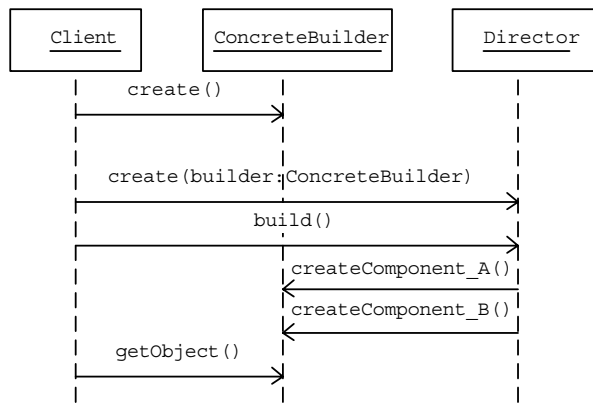 Client
ConcreteBuilder
Director
create()
create(builder:ConcreteBuilder)
build()
createComponent_A()
createComponent_B()
getObject()